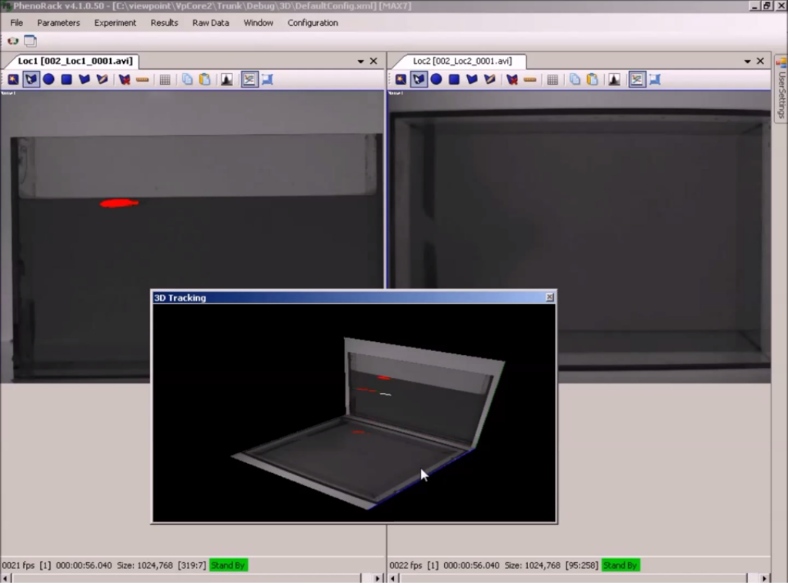 PhenoRack v4.1.0.50 - [C:\viewpoint\VpCore2\Trunk\Debug\3D\DefaultConfig.xml] [MAX7]
File Parameters Experiment Results Raw Data Window Configuration
Loc1 [002_Loc1_0001.avi]
Loc2 [002_Loc2_0001.avi]
UserSettings
3D Tracking
0021 fps [1] 000:00:56.040 Size: 1024,768 [319:7] Stand By
0022 fps [1] 000:00:56.040 Size: 1024,768 [95:258] Stand By